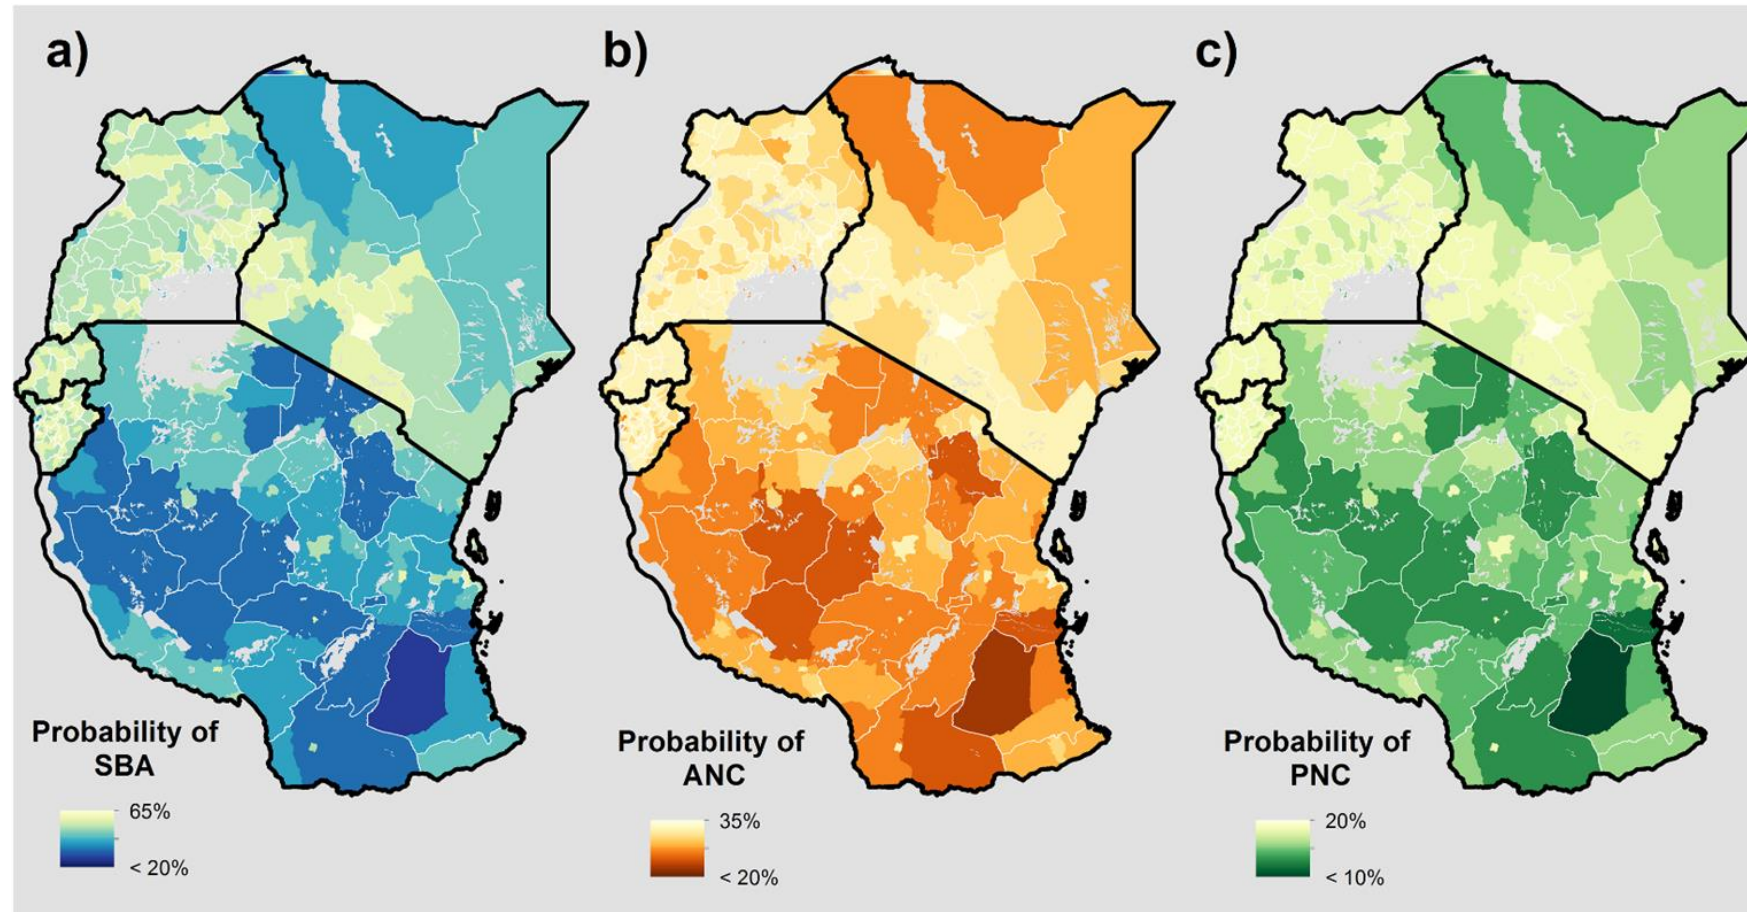 a)
b)
c)
Probability of
SBA
65%
< 20%
Probability of
ANC
35%
< 20%
Probability of
PNC
20%
< 10%